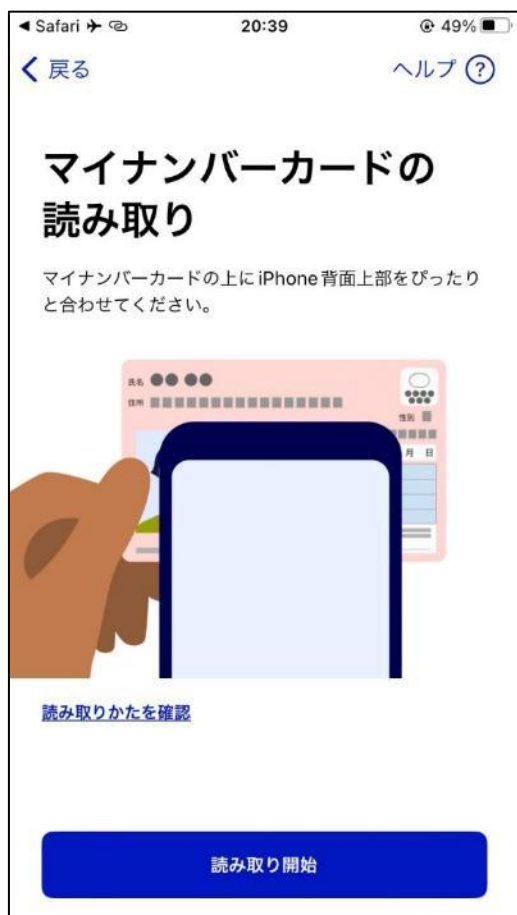 ◀ Safari
20:39
49%
戻る
ヘルプ ?
マイナンバーカードの
読み取り
マイナンバーカードの上にiPhone背面上部をぴったり
と合わせてください。
氏名
住所
性別
月 日
読み取りかたを確認
読み取り開始